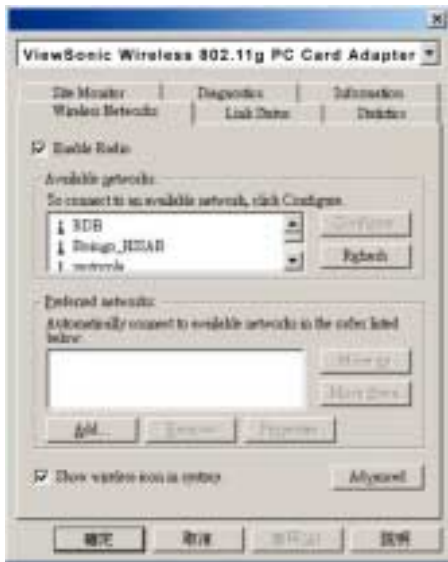 ViewSonic Wireless 802.11g PC Card Adapter
Site Monitor Diagnostics Information
Wireless Networks Link Status Statistics
Enable Radio
Available networks
To connect to an available network, click Configure.
RDB
Configure
Refresh
Preferred networks
Automatically connect to available networks in the order listed
below
Move up
Move down
Add... Remove Properties
Show wireless icon in systray
Advanced
確定 取消 說明